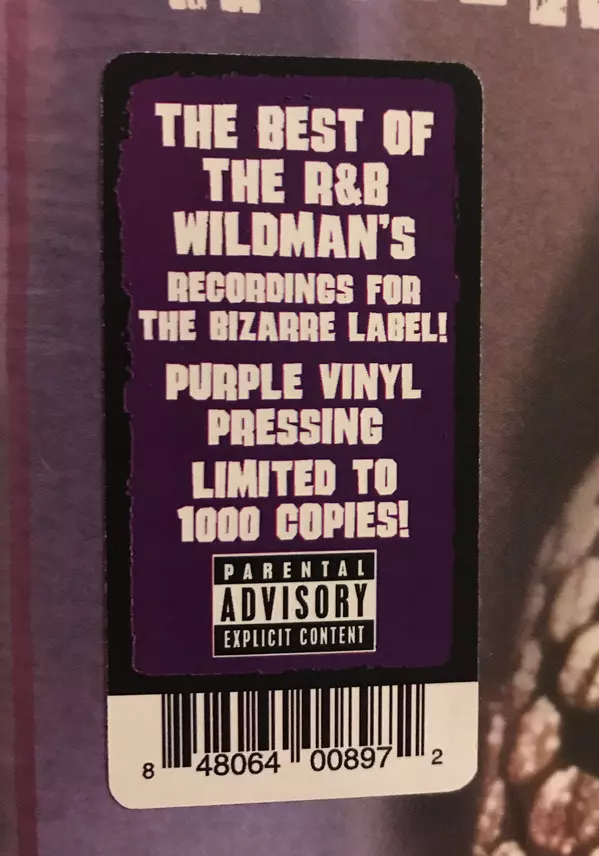 THE BEST OF
THE R&B
WILDMAN'S
RECORDINGS FOR
THE BIZARRE LABEL!
PURPLE VINYL
PRESSING
LIMITED TO
1000 COPIES!
PARENTAL
ADVISORY
EXPLICIT CONTENT
8 48064 00897 2